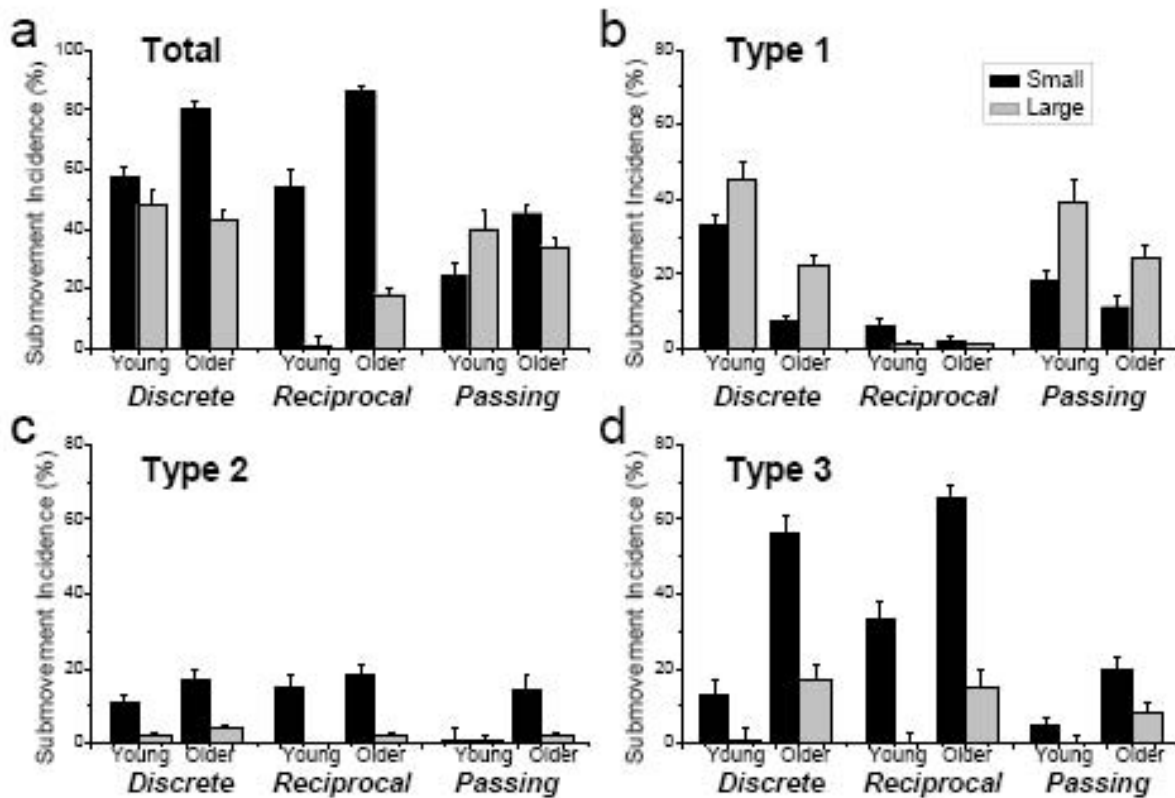 a
Total
Submovement Incidence (%)
100
80
60
40
20
0
Young Older Young Older Young Older
Discrete Reciprocal Passing
b
Type 1
Small
Large
Submovement Incidence (%)
80
60
40
20
0
Young Older Young Older Young Older
Discrete Reciprocal Passing
c
Type 2
Submovement Incidence (%)
80
60
40
20
0
Young Older Young Older Young Older
Discrete Reciprocal Passing
d
Type 3
Submovement Incidence (%)
80
60
40
20
0
Young Older Young Older Young Older
Discrete Reciprocal Passing